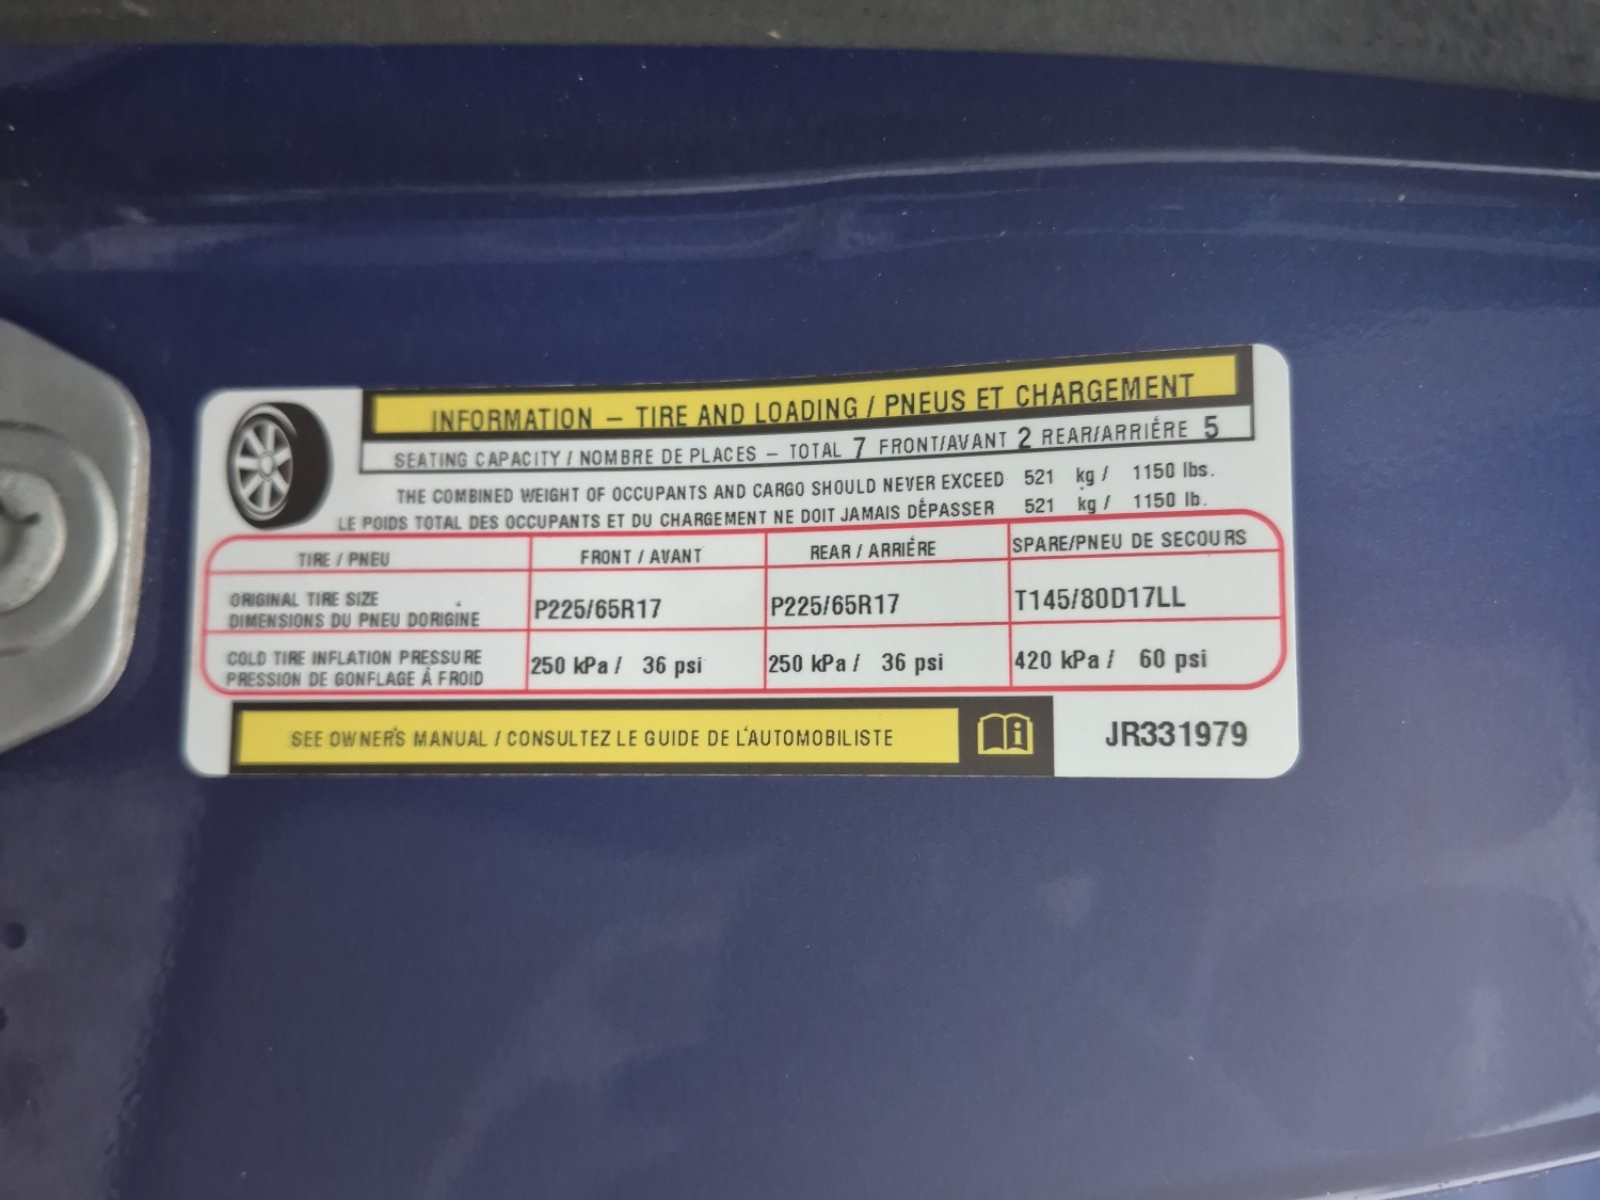 INFORMATION – TIRE AND LOADING / PNEUS ET CHARGEMENT
SEATING CAPACITY / NOMBRE DE PLACES – TOTAL 7 FRONT/AVANT 2 REAR/ARRIÉRE 5
THE COMBINED WEIGHT OF OCCUPANTS AND CARGO SHOULD NEVER EXCEED 521 kg / 1150 lbs.
LE POIDS TOTAL DES OCCUPANTS ET DU CHARGEMENT NE DOIT JAMAIS DÉPASSER 521 kg / 1150 lb.
TIRE / PNEU FRONT / AVANT REAR / ARRIÉRE SPARE/PNEU DE SECOURS
ORIGINAL TIRE SIZE
DIMENSIONS DU PNEU DORIGINE P225/65R17 P225/65R17 T145/80D17LL
COLD TIRE INFLATION PRESSURE
PRESSION DE GONFLAGE Á FROID 250 kPa / 36 psi 250 kPa / 36 psi 420 kPa / 60 psi
SEE OWNER'S MANUAL / CONSULTEZ LE GUIDE DE L'AUTOMOBILISTE JR331979